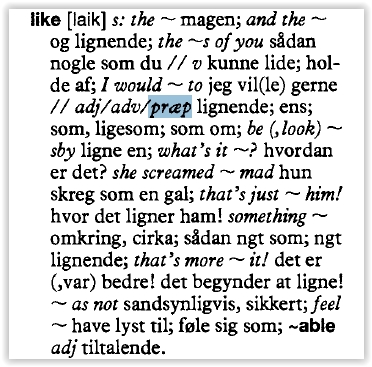 like [laik] s: the ~ magen; and the ~
og lignende; the ~s of you sådan
nogle som du // v kunne lide; hol-
de af; I would ~ to jeg vil(le) gerne
// adj/adv/præp lignende; ens;
som, ligesom; som om; be (,look) ~
sby ligne en; what's it ~? hvordan
er det? she screamed ~ mad hun
skreg som en gal; that's just ~ him!
hvor det ligner ham! something ~
omkring, cirka; sådan ngt som; ngt
lignende; that's more ~ it! det er
(,var) bedre! det begynder at ligne!
~ as not sandsynligvis, sikkert; feel
~ have lyst til; føle sig som; ~able
adj tiltalende.